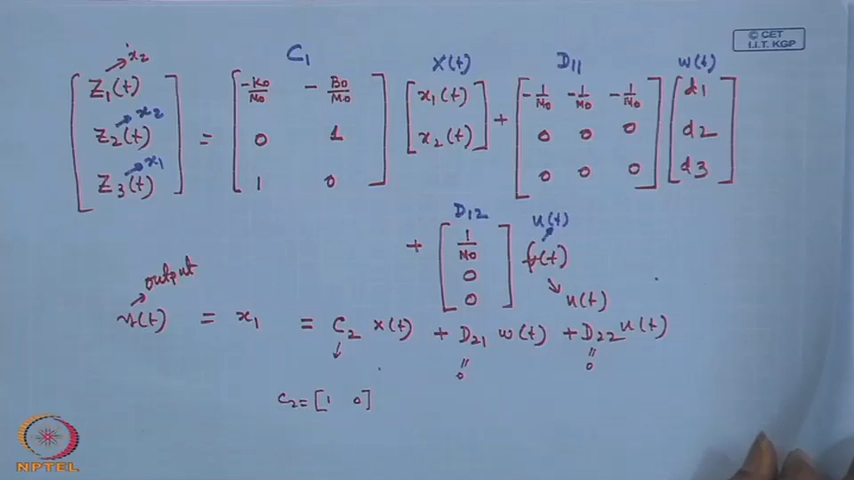 © CET
I.I.T. KGP
ẋ2 C1 X(t) D11 w(t)
[Z1(t) x2 Z2(t) x1 Z3(t)] = [-K0/M0 -B0/M0; 0 1; 1 0] [x1(t); x2(t)] + [-1/M0 -1/M0 -1/M0; 0 0 0; 0 0 0] [d1; d2; d3]
D12 u(t)
+ [1/M0; 0; 0] f(t)
u(t)
output
v(t) = x1 = C2 x(t) + D21 w(t) + D22 u(t)
0 0
C2 = [1 0]
NPTEL